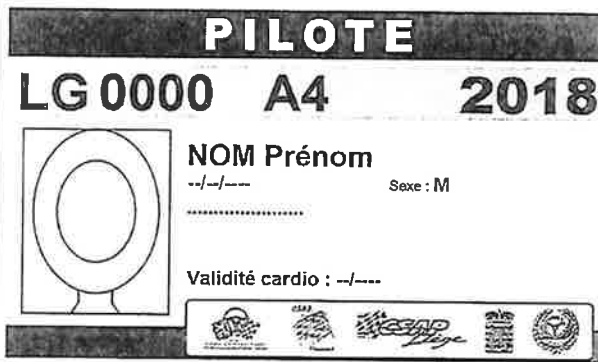 PILOTE
LG 0000 A4 2018
NOM Prénom
--/--/---- Sexe : M
......................
Validité cardio : --/----
CSAP Liège